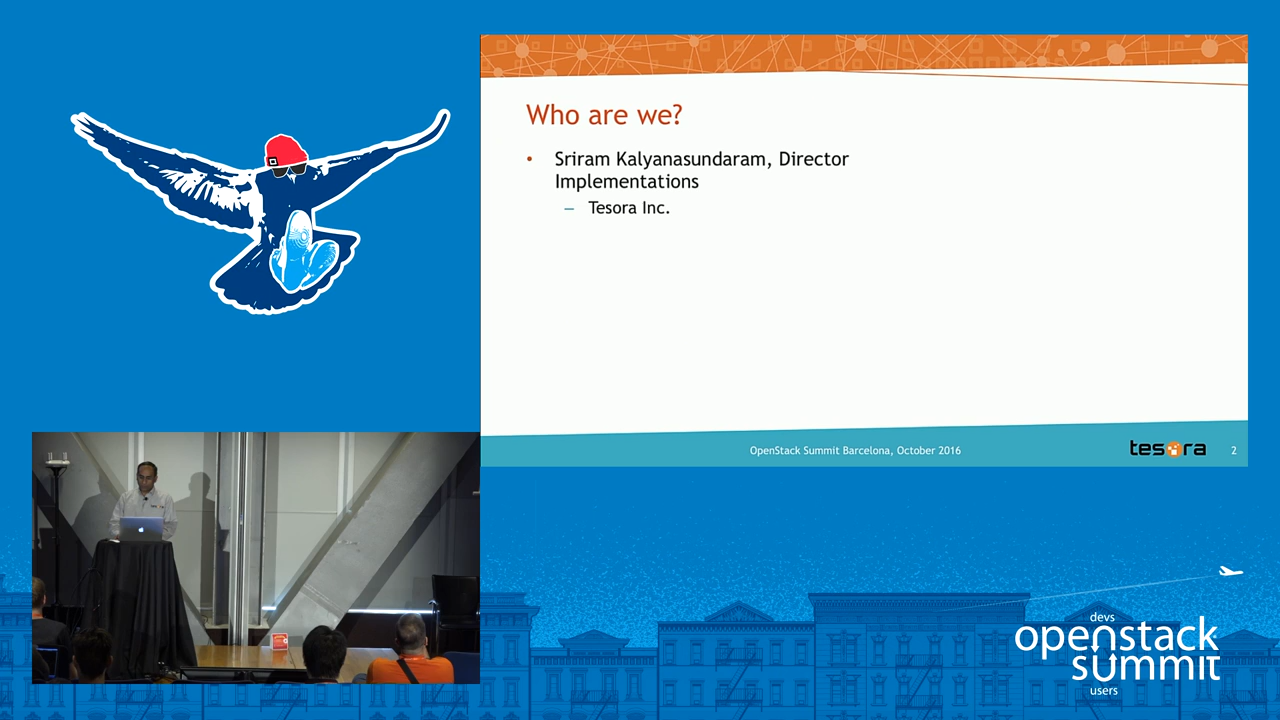 Who are we?
• Sriram Kalyanasundaram, Director
Implementations
– Tesora Inc.
OpenStack Summit Barcelona, October 2016
tesora
2
devs
openstack
summit
users